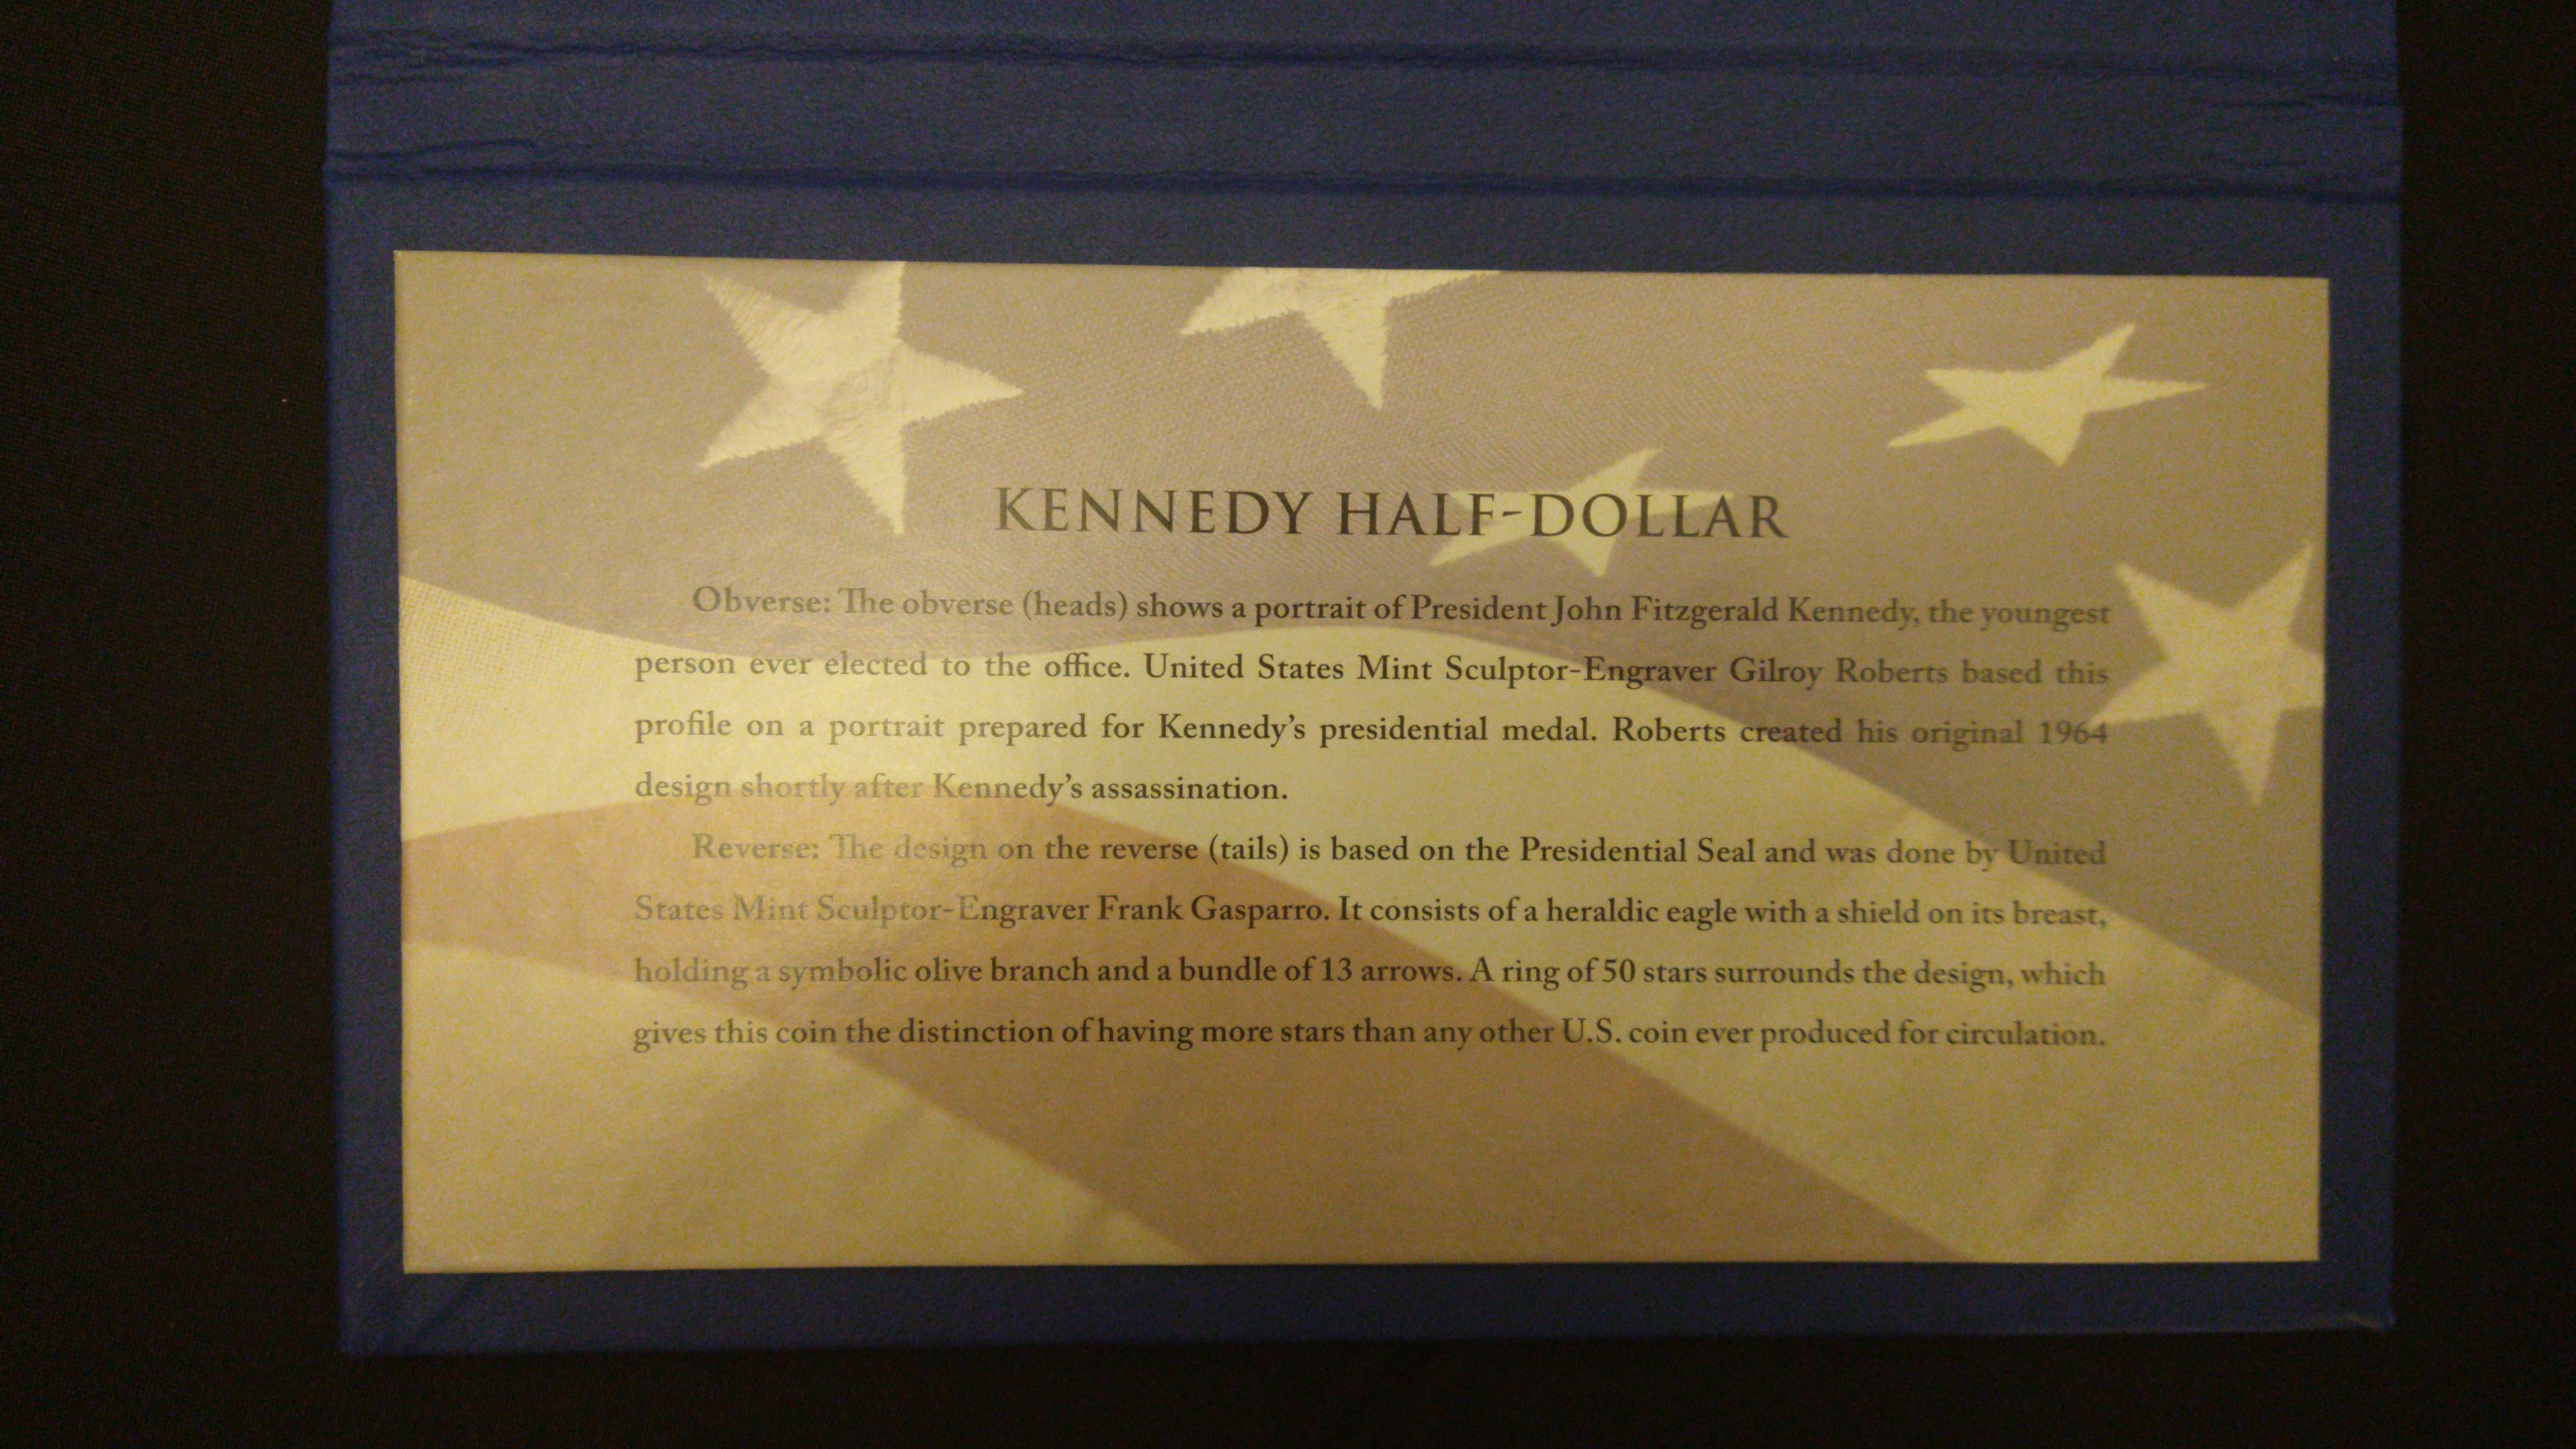 KENNEDY HALF-DOLLAR
Obverse: The obverse (heads) shows a portrait of President John Fitzgerald Kennedy, the youngest
person ever elected to the office. United States Mint Sculptor-Engraver Gilroy Roberts based this
profile on a portrait prepared for Kennedy's presidential medal. Roberts created his original 1964
design shortly after Kennedy's assassination.
Reverse: The design on the reverse (tails) is based on the Presidential Seal and was done by United
States Mint Sculptor-Engraver Frank Gasparro. It consists of a heraldic eagle with a shield on its breast,
holding a symbolic olive branch and a bundle of 13 arrows. A ring of 50 stars surrounds the design, which
gives this coin the distinction of having more stars than any other U.S. coin ever produced for circulation.